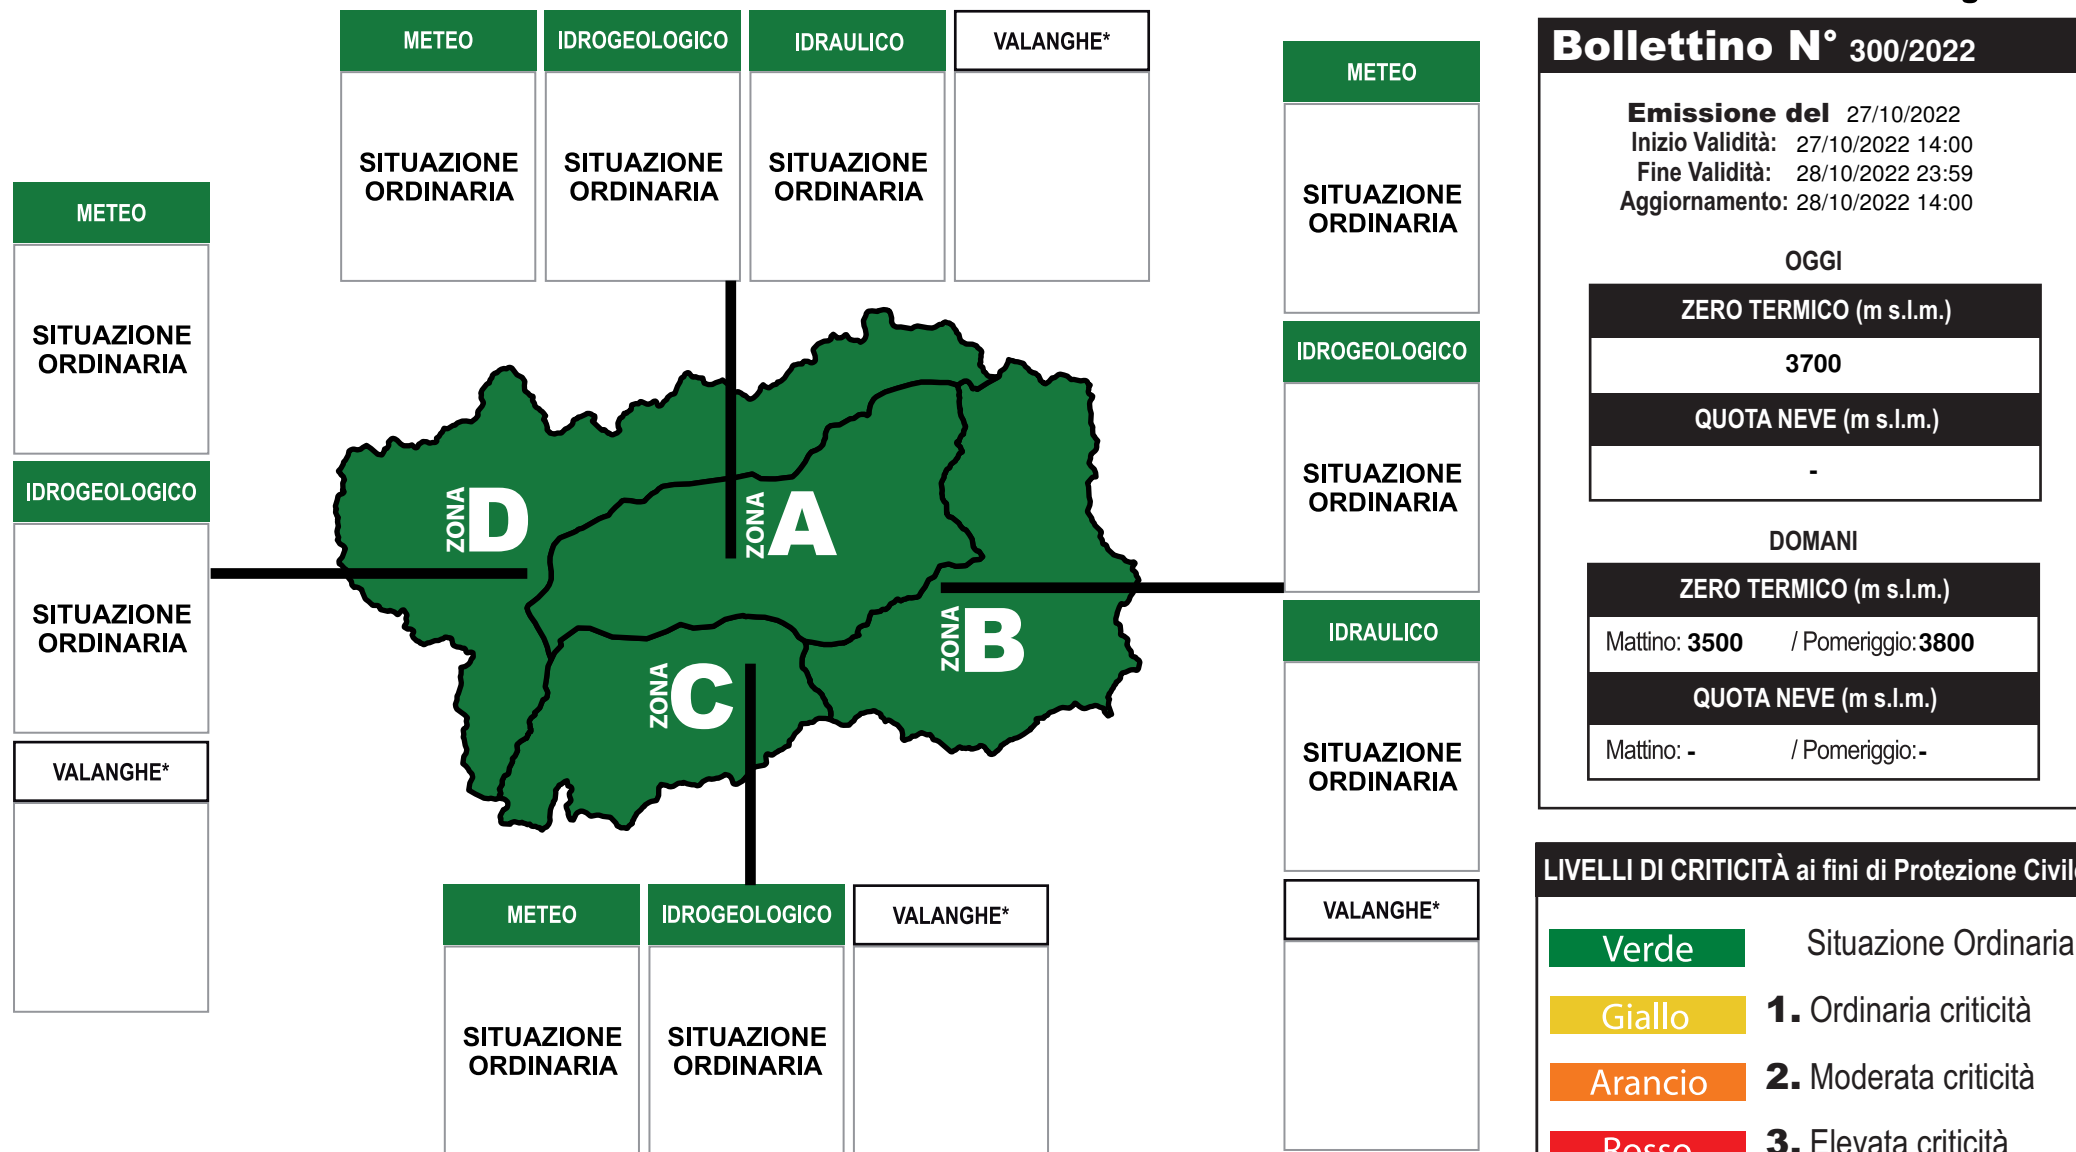 METEO IDROGEOLOGICO IDRAULICO VALANGHE*
SITUAZIONE ORDINARIA
SITUAZIONE ORDINARIA
SITUAZIONE ORDINARIA
METEO
SITUAZIONE
ORDINARIA
IDROGEOLOGICO
SITUAZIONE
ORDINARIA
VALANGHE*
ZONA D
ZONA A
ZONA B
ZONA C
METEO
SITUAZIONE
ORDINARIA
IDROGEOLOGICO
SITUAZIONE
ORDINARIA
IDRAULICO
SITUAZIONE
ORDINARIA
VALANGHE*
METEO IDROGEOLOGICO VALANGHE*
SITUAZIONE ORDINARIA
SITUAZIONE ORDINARIA
Bollettino N° 300/2022
Emissione del 27/10/2022
Inizio Validità: 27/10/2022 14:00
Fine Validità: 28/10/2022 23:59
Aggiornamento: 28/10/2022 14:00
OGGI
ZERO TERMICO (m s.l.m.)
3700
QUOTA NEVE (m s.l.m.)
-
DOMANI
ZERO TERMICO (m s.l.m.)
Mattino: 3500 / Pomeriggio: 3800
QUOTA NEVE (m s.l.m.)
Mattino: - / Pomeriggio: -
LIVELLI DI CRITICITÀ ai fini di Protezione Civile
Verde Situazione Ordinaria
Giallo 1. Ordinaria criticità
Arancio 2. Moderata criticità
Rosso 3. Elevata criticità